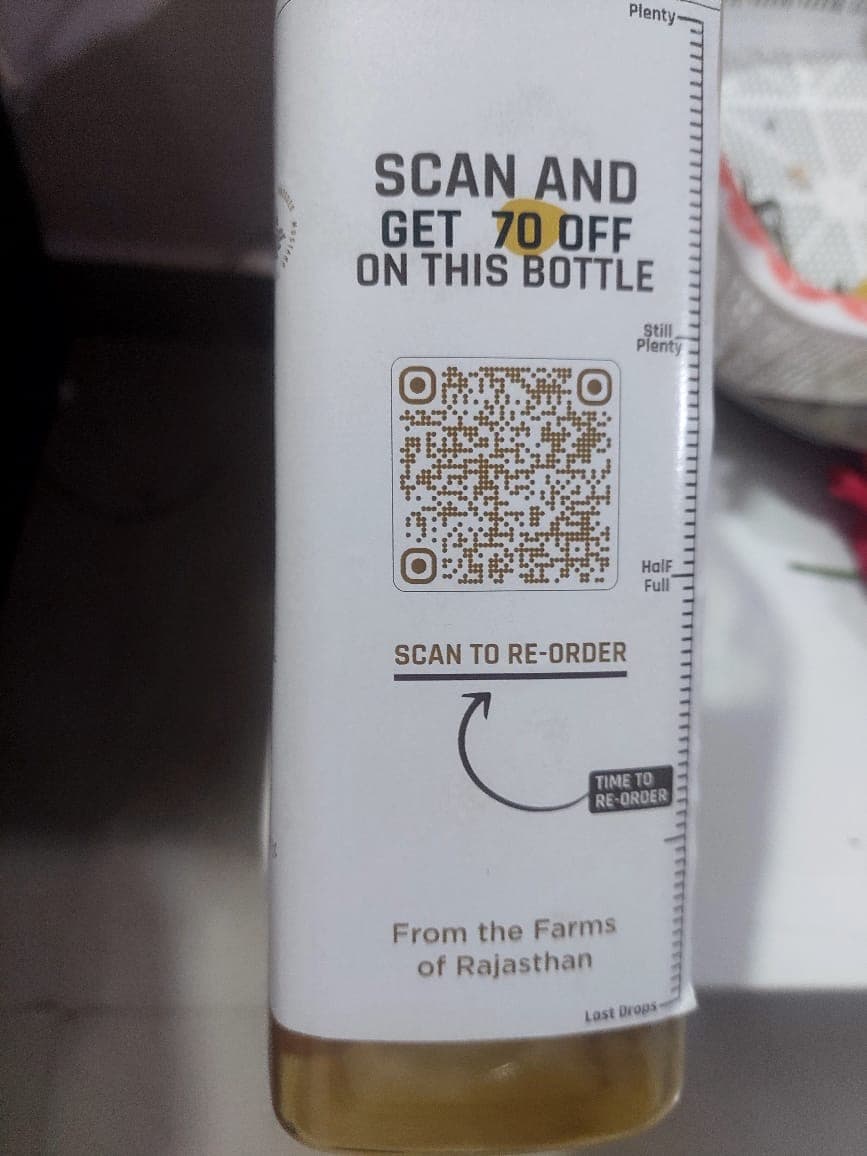 Plenty
SCAN AND
GET 70 OFF
ON THIS BOTTLE
Still
Plenty
Half
Full
SCAN TO RE-ORDER
TIME TO
RE-ORDER
From the Farms
of Rajasthan
Last Drops